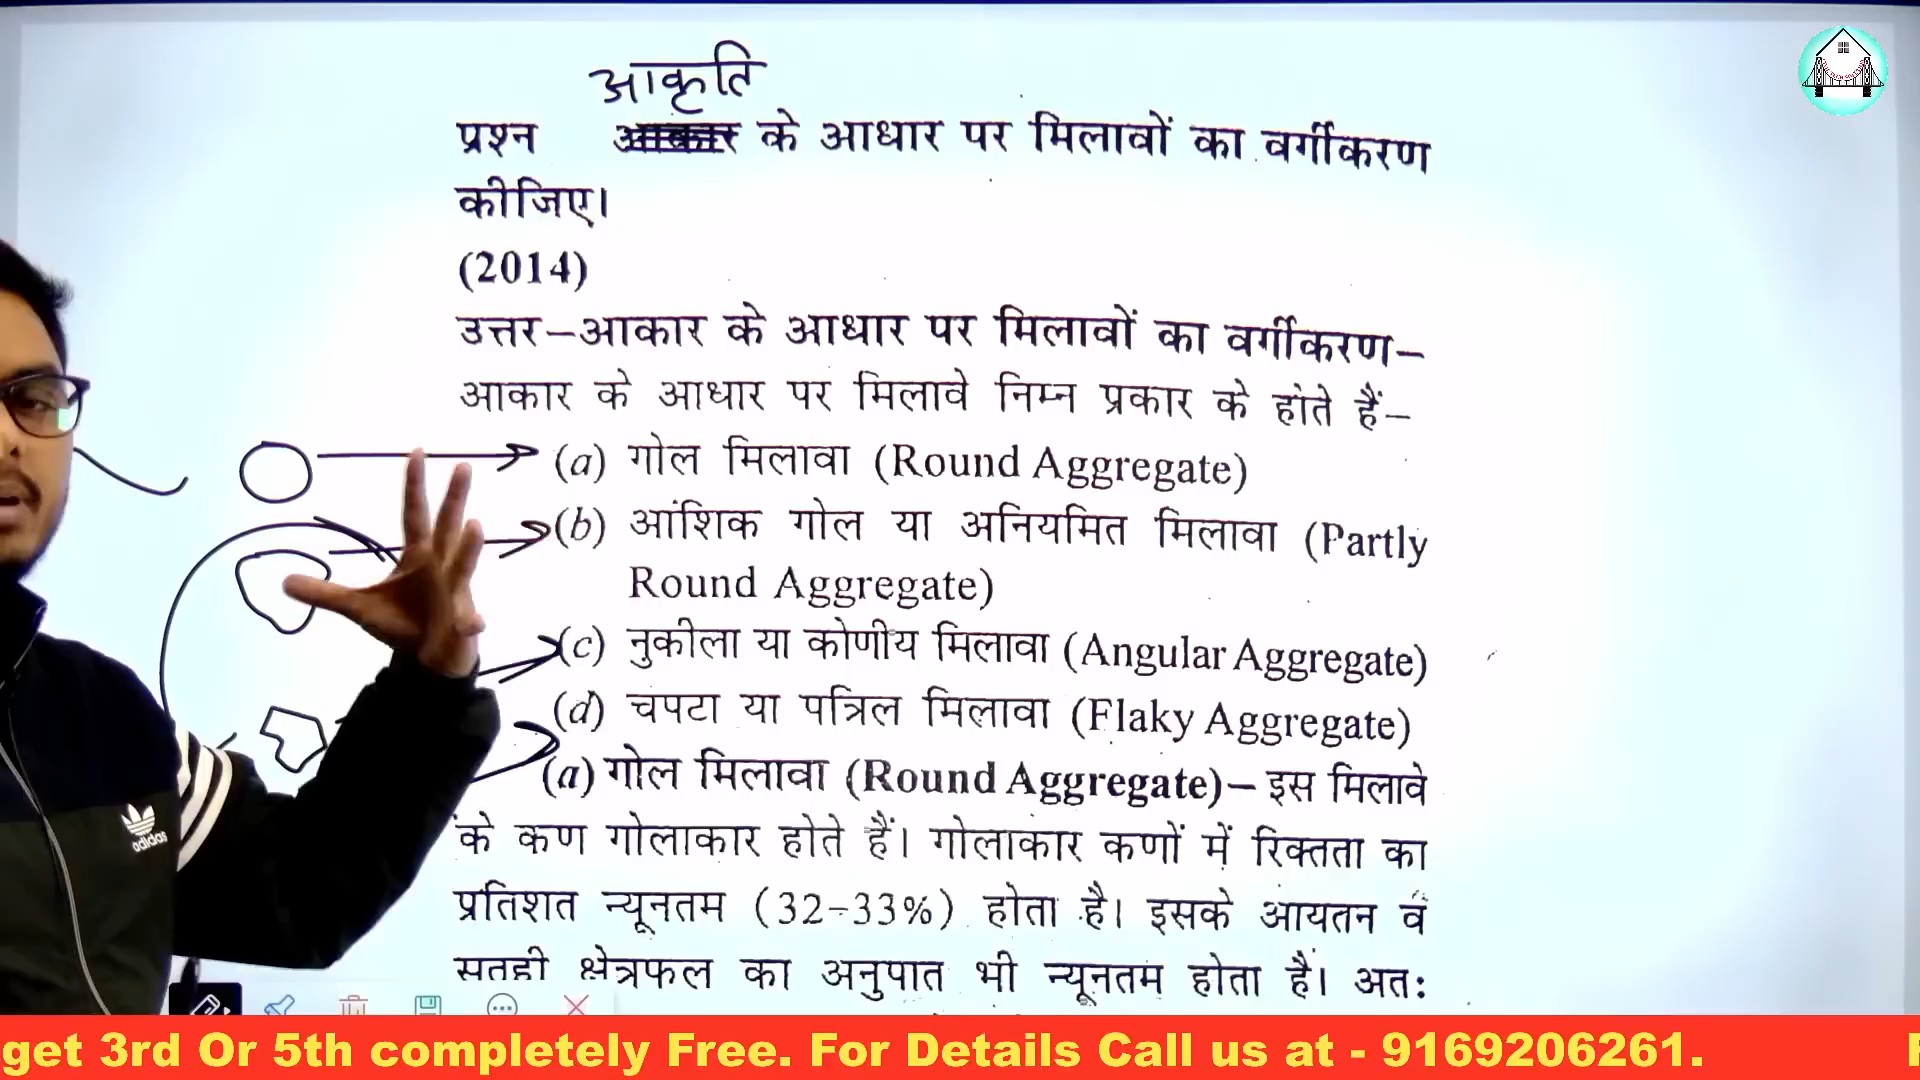 आकृति
प्रश्न आकार के आधार पर मिलावों का वर्गीकरण
कीजिए।
(2014)
उत्तर–आकार के आधार पर मिलावों का वर्गीकरण–
आकार के आधार पर मिलावे निम्न प्रकार के होते हैं–
(a) गोल मिलावा (Round Aggregate)
(b) आंशिक गोल या अनियमित मिलावा (Partly
Round Aggregate)
(c) नुकीला या कोणीय मिलावा (Angular Aggregate)
(d) चपटा या पत्रिल मिलावा (Flaky Aggregate)
(a) गोल मिलावा (Round Aggregate)– इस मिलावे
के कण गोलाकार होते हैं। गोलाकार कणों में रिक्तता का
प्रतिशत न्यूनतम (32-33%) होता है। इसके आयतन व
सतही क्षेत्रफल का अनुपात भी न्यूनतम होता है। अतः
adidas
get 3rd Or 5th completely Free. For Details Call us at - 9169206261.